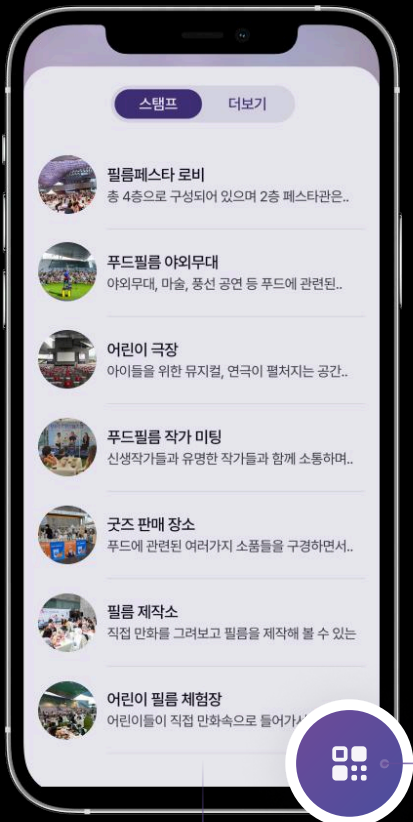 스탬프 더보기
필름페스타 로비
총 4층으로 구성되어 있으며 2층 페스타관은..
푸드필름 야외무대
야외무대, 마술, 풍선 공연 등 푸드에 관련된..
어린이 극장
아이들을 위한 뮤지컬, 연극이 펼쳐지는 공간..
푸드필름 작가 미팅
신생작가들과 유명한 작가들과 함께 소통하며..
굿즈 판매 장소
푸드에 관련된 여러가지 소품들을 구경하면서..
필름 제작소
직접 만화를 그려보고 필름을 제작해 볼 수 있는
어린이 필름 체험장
어린이들이 직접 만화속으로